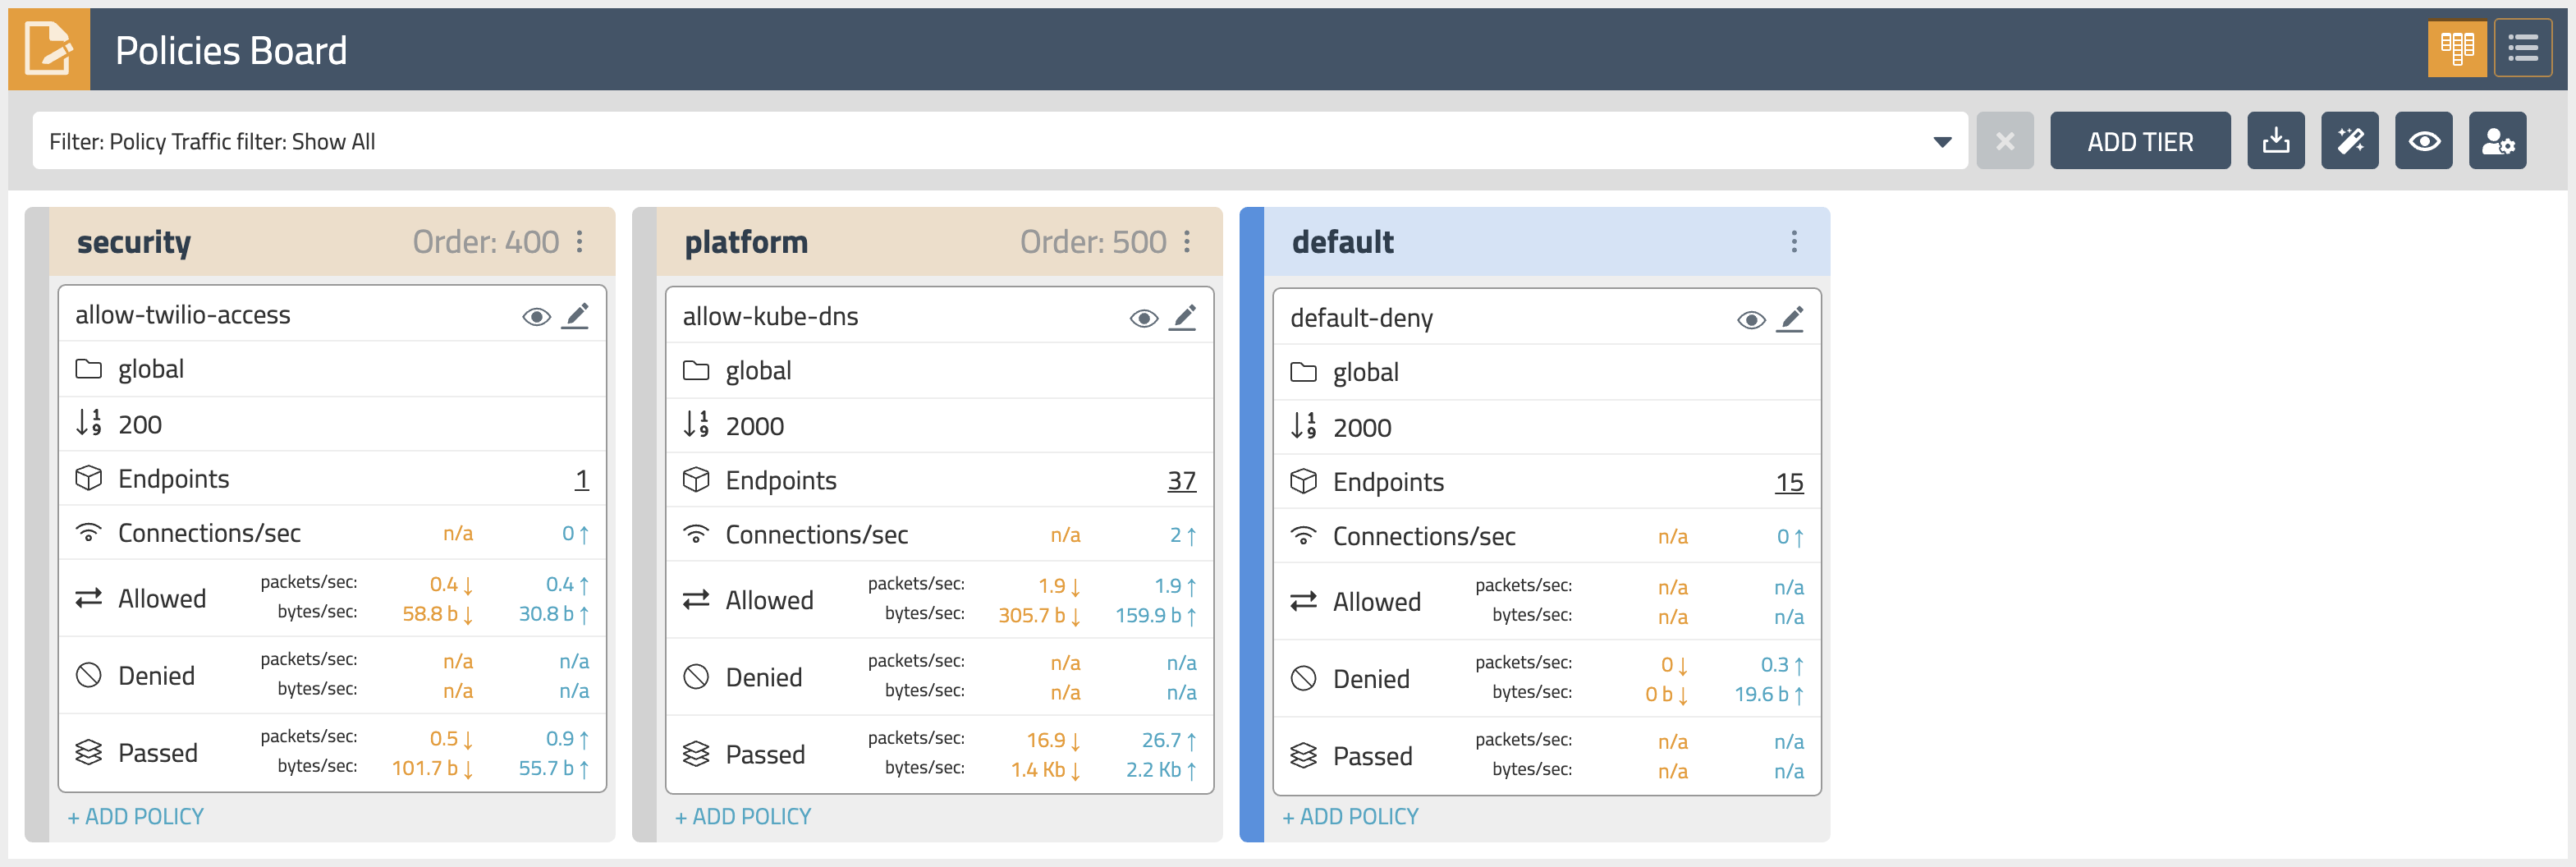 Policies Board
Filter: Policy Traffic filter: Show All
ADD TIER
security Order: 400
allow-twilio-access
global
200
Endpoints 1
Connections/sec n/a 0 ↑
Allowed
packets/sec: 0.4 ↓ 0.4 ↑
bytes/sec: 58.8 b ↓ 30.8 b ↑
Denied
packets/sec: n/a n/a
bytes/sec: n/a n/a
Passed
packets/sec: 0.5 ↓ 0.9 ↑
bytes/sec: 101.7 b ↓ 55.7 b ↑
+ ADD POLICY
platform Order: 500
allow-kube-dns
global
2000
Endpoints 37
Connections/sec n/a 2 ↑
Allowed
packets/sec: 1.9 ↓ 1.9 ↑
bytes/sec: 305.7 b ↓ 159.9 b ↑
Denied
packets/sec: n/a n/a
bytes/sec: n/a n/a
Passed
packets/sec: 16.9 ↓ 26.7 ↑
bytes/sec: 1.4 Kb ↓ 2.2 Kb ↑
+ ADD POLICY
default
default-deny
global
2000
Endpoints 15
Connections/sec n/a 0 ↑
Allowed
packets/sec: n/a n/a
bytes/sec: n/a n/a
Denied
packets/sec: 0 ↓ 0.3 ↑
bytes/sec: 0 b ↓ 19.6 b ↑
Passed
packets/sec: n/a n/a
bytes/sec: n/a n/a
+ ADD POLICY